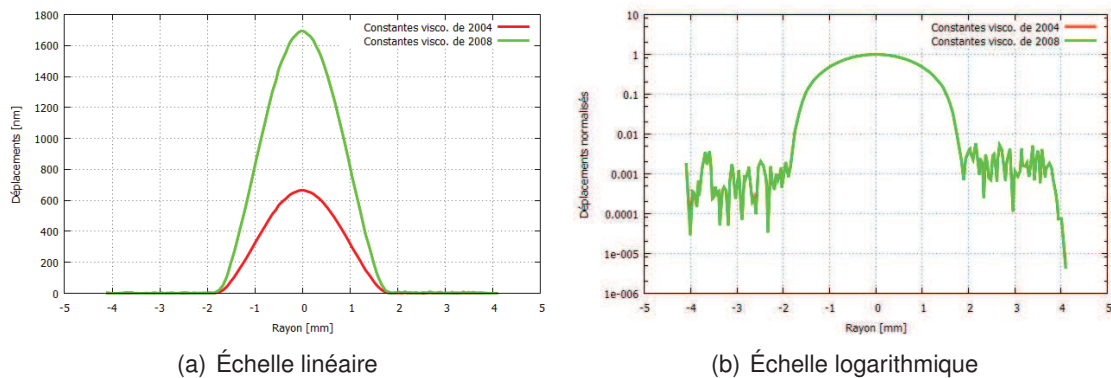 1800
1600
1400
1200
1000
800
600
400
200
0
Déplacements [nm]
Constantes visco. de 2004
Constantes visco. de 2008
-5 -4 -3 -2 -1 0 1 2 3 4 5
Rayon [mm]
(a) Échelle linéaire
10
1
0.1
0.01
0.001
0.0001
1e-005
1e-006
Déplacements normalisés
Constantes visco. de 2004
Constantes visco. de 2008
-5 -4 -3 -2 -1 0 1 2 3 4 5
Rayon [mm]
(b) Échelle logarithmique